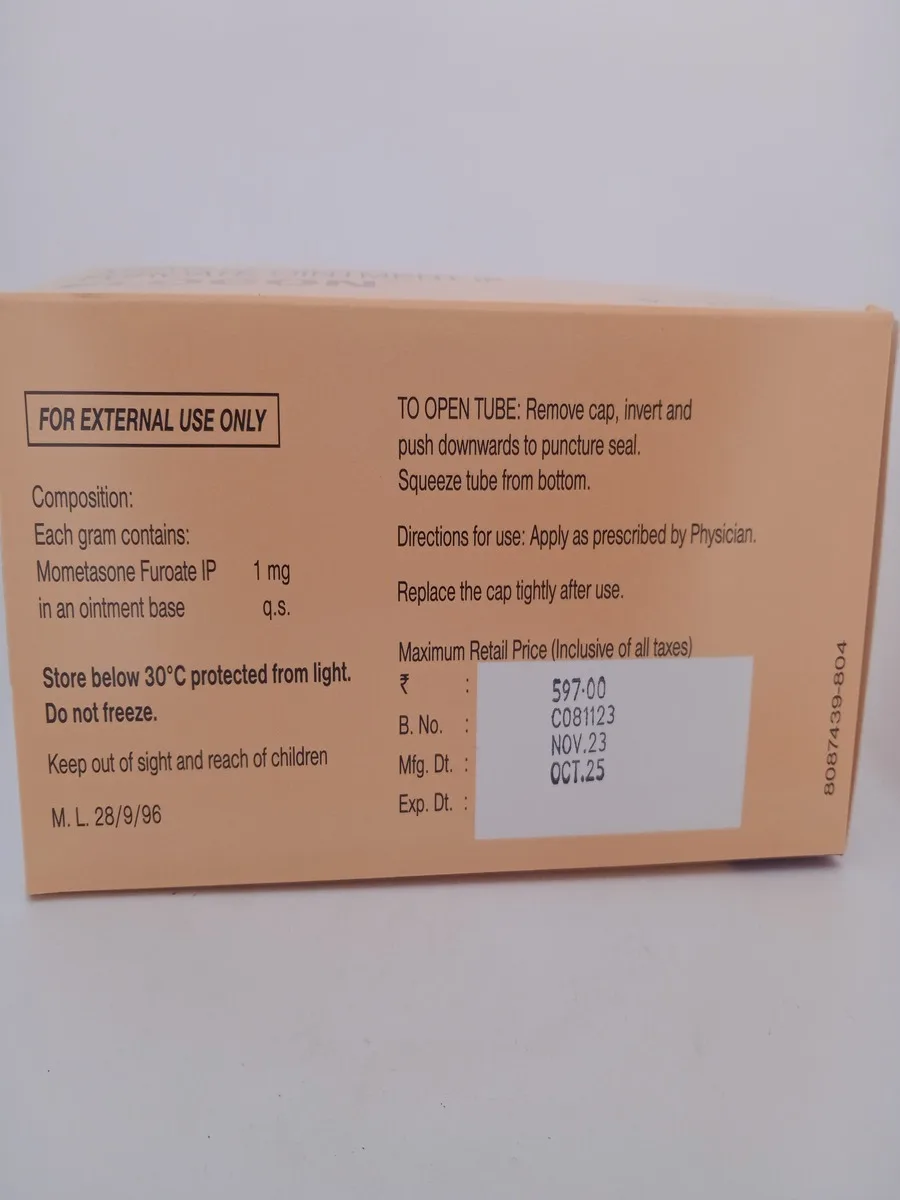 FOR EXTERNAL USE ONLY
Composition:
Each gram contains:
Mometasone Furoate IP 1 mg
in an ointment base q.s.
Store below 30°C protected from light.
Do not freeze.
Keep out of sight and reach of children
M. L. 28/9/96
TO OPEN TUBE: Remove cap, invert and
push downwards to puncture seal.
Squeeze tube from bottom.
Directions for use: Apply as prescribed by Physician.
Replace the cap tightly after use.
Maximum Retail Price (Inclusive of all taxes)
₹ : 597.00
B. No. : C081123
Mfg. Dt. : NOV.23
Exp. Dt. : OCT.25
8087439-804